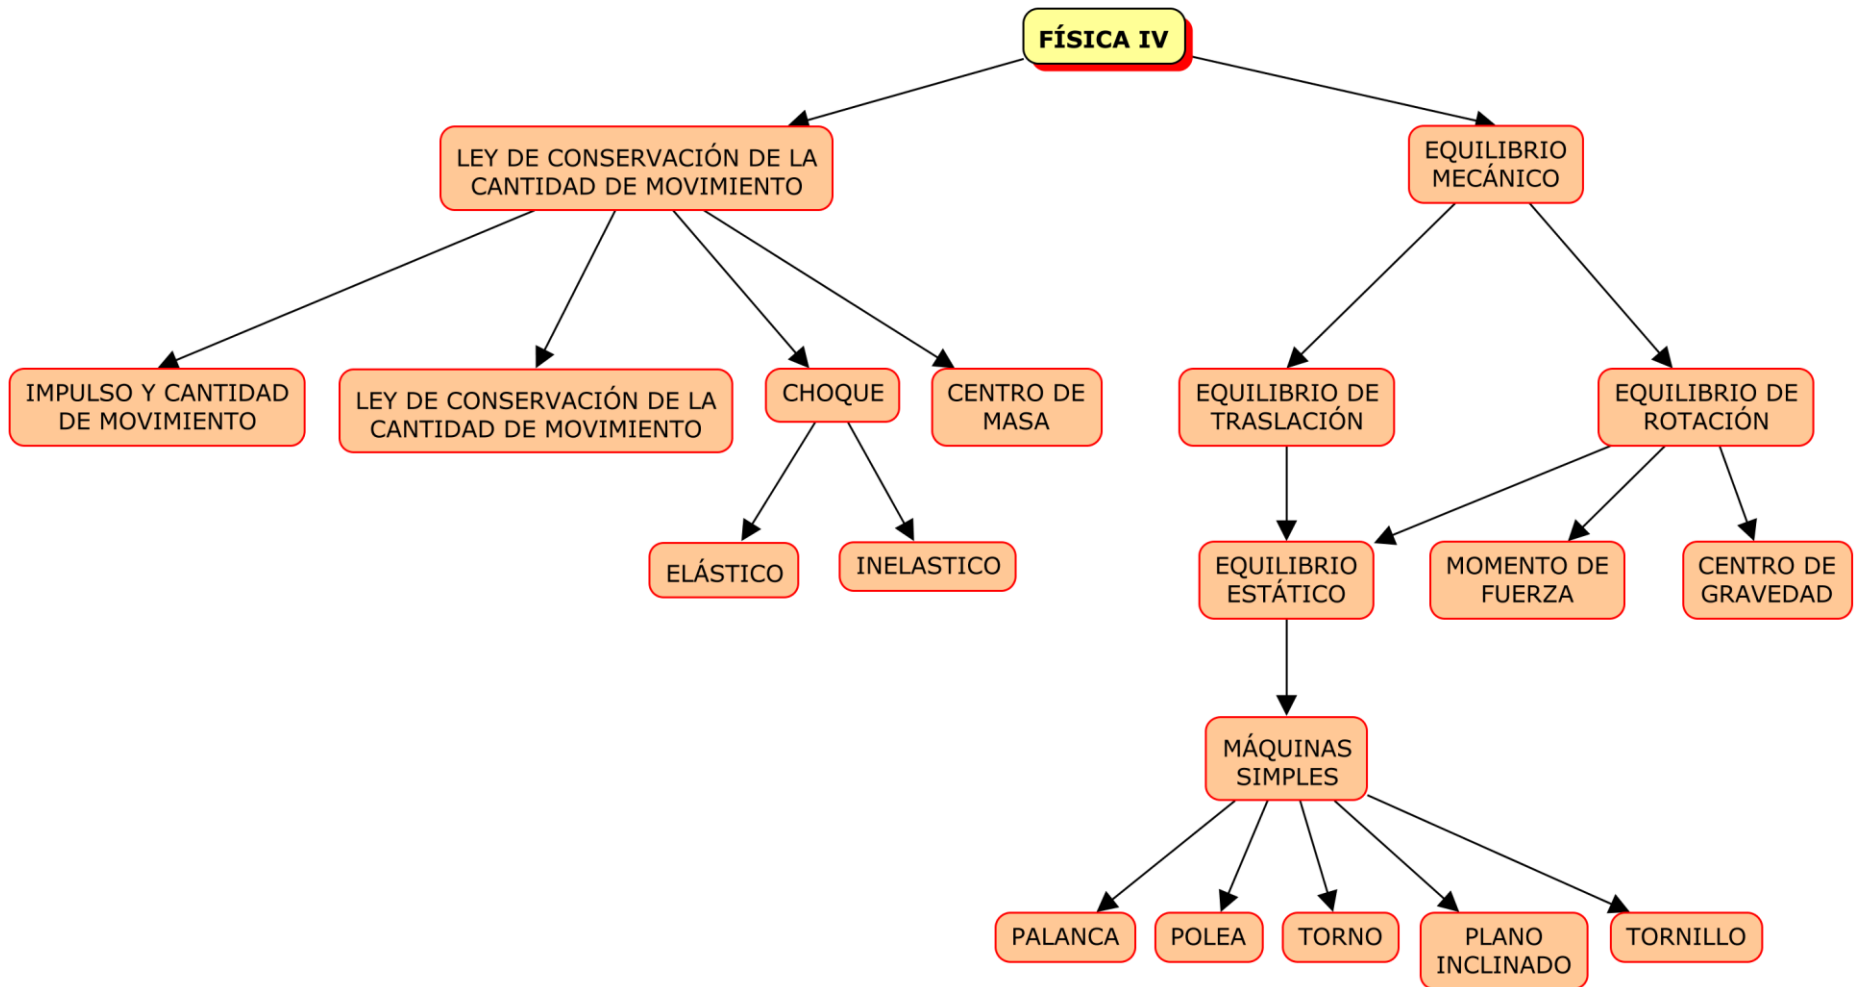 FÍSICA IV
LEY DE CONSERVACIÓN DE LA
CANTIDAD DE MOVIMIENTO
EQUILIBRIO
MECÁNICO
IMPULSO Y CANTIDAD
DE MOVIMIENTO
LEY DE CONSERVACIÓN DE LA
CANTIDAD DE MOVIMIENTO
CHOQUE
CENTRO DE
MASA
EQUILIBRIO DE
TRASLACIÓN
EQUILIBRIO DE
ROTACIÓN
ELÁSTICO
INELASTICO
EQUILIBRIO
ESTÁTICO
MOMENTO DE
FUERZA
CENTRO DE
GRAVEDAD
MÁQUINAS
SIMPLES
PALANCA
POLEA
TORNO
PLANO
INCLINADO
TORNILLO